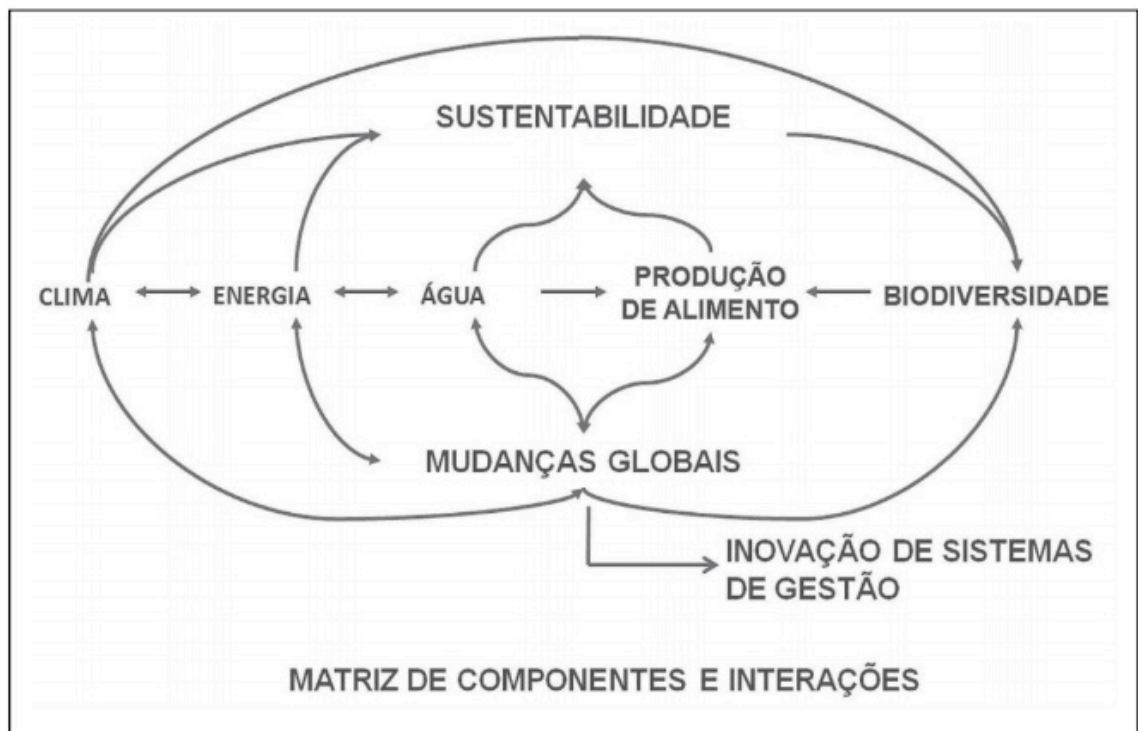 SUSTENTABILIDADE
CLIMA
ENERGIA
ÁGUA
PRODUÇÃO
DE ALIMENTO
BIODIVERSIDADE
MUDANÇAS GLOBAIS
INOVAÇÃO DE SISTEMAS
DE GESTÃO
MATRIZ DE COMPONENTES E INTERAÇÕES